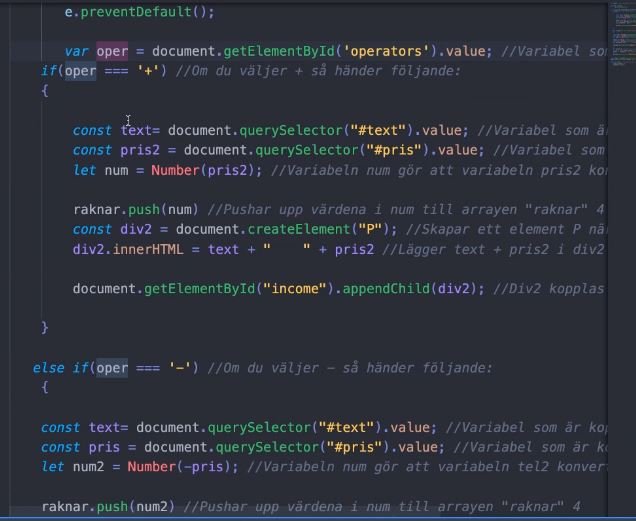 e.preventDefault();
var oper = document.getElementById('operators').value; //Variabel so
if(oper === '+') //Om du väljer + så händer följande:
{
const text= document.querySelector("#text").value; //Variabel som ä
const pris2 = document.querySelector("#pris").value; //Variabel som
let num = Number(pris2); //Variabeln num gör att variabeln pris2 kon
raknar.push(num) //Pushar upp värdena i num till arrayen "raknar" 4
const div2 = document.createElement("P"); //Skapar ett element P nä
div2.innerHTML = text + "    " + pris2 //Lägger text + pris2 i div2
document.getElementById("income").appendChild(div2); //Div2 kopplas
}
else if(oper === '-') //Om du väljer - så händer följande:
{
const text= document.querySelector("#text").value; //Variabel som är kop
const pris = document.querySelector("#pris").value; //Variabel som är k
let num2 = Number(-pris); //Variabeln num gör att variabeln tel2 konver
raknar.push(num2) //Pushar upp värdena i num till arrayen "raknar" 4